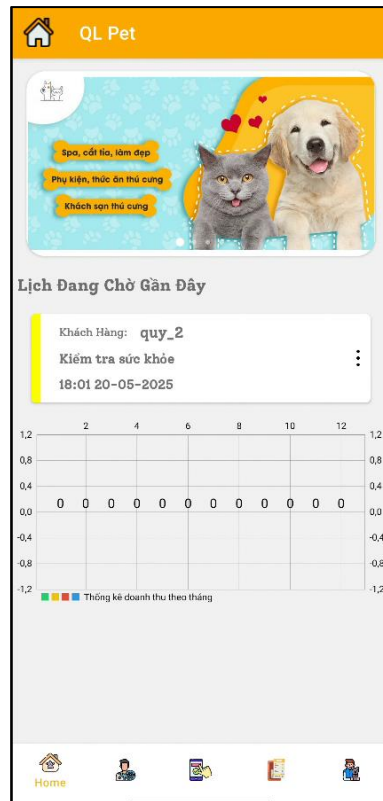 QL Pet
Spa, cắt tỉa, làm đẹp
Phụ kiện, thức ăn thú cưng
Khách sạn thú cưng
Lịch Đang Chờ Gần Đây
Khách Hàng: quy_2
Kiểm tra sức khỏe
18:01 20-05-2025
2 4 6 8 10 12
1,2 1,2
0,8 0,8
0,4 0,4
0 0 0 0 0 0 0 0 0 0 0 0
0,0 0,0
-0,4 -0,4
-0,8 -0,8
-1,2 -1,2
Thống kê doanh thu theo tháng
Home